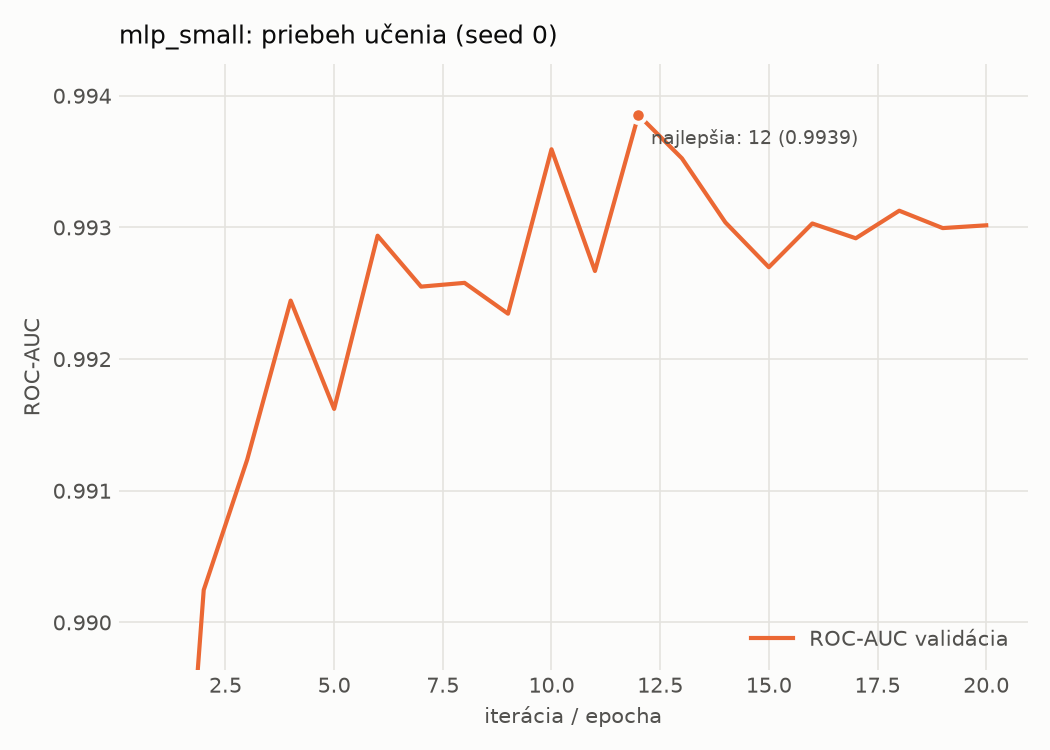 mlp_small: priebeh učenia (seed 0)
0.994
najlepšia: 12 (0.9939)
0.993
0.992
ROC-AUC
0.991
0.990
ROC-AUC validácia
2.5 5.0 7.5 10.0 12.5 15.0 17.5 20.0
iterácia / epocha